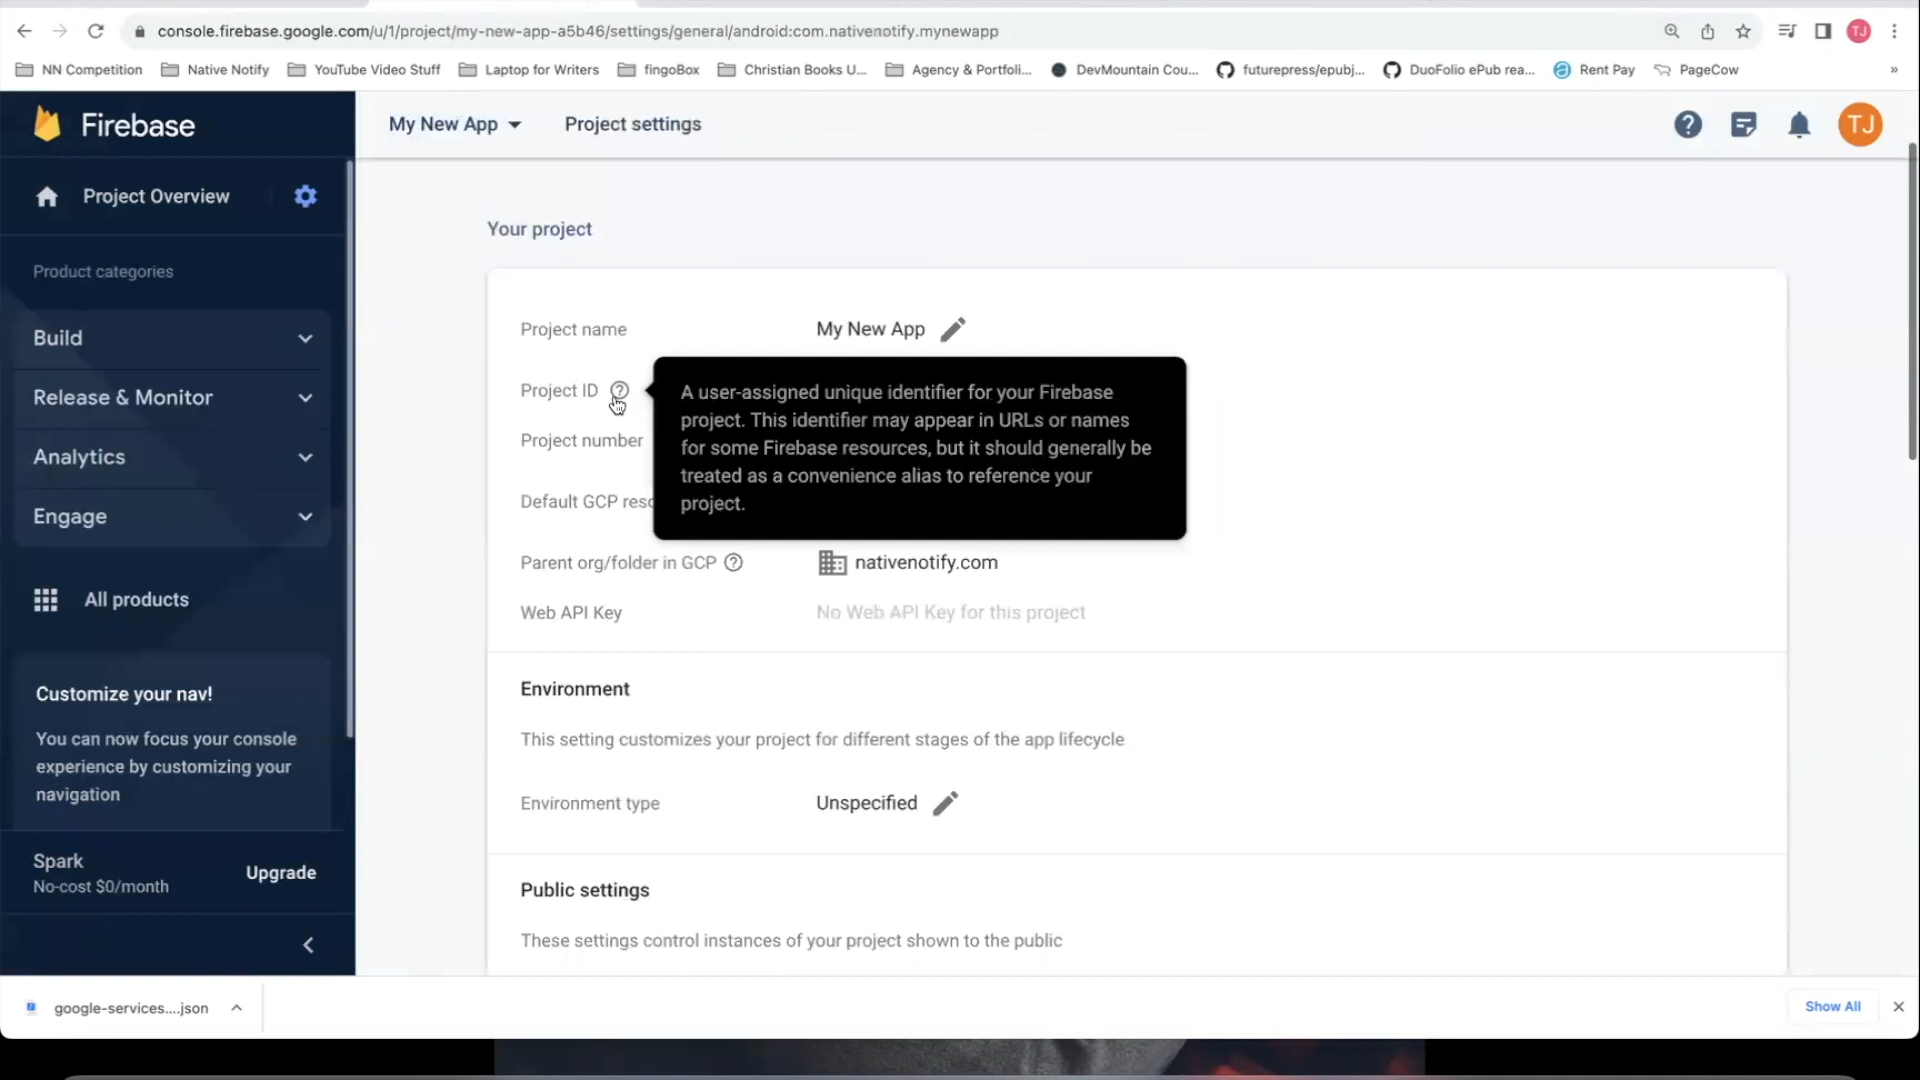 console.firebase.google.com/u/1/project/my-new-app-a5b46/settings/general/android:com.nativenotify.mynewapp
TJ
NN Competition
Native Notify
YouTube Video Stuff
Laptop for Writers
fingoBox
Christian Books U...
Agency & Portfoli...
DevMountain Cou...
futurepress/epubj...
DuoFolio ePub rea...
Rent Pay
PageCow
»
Firebase
My New App
Project settings
TJ
Project Overview
Product categories
Build
Release & Monitor
Analytics
Engage
All products
Customize your nav!
You can now focus your console
experience by customizing your
navigation
Spark
No-cost $0/month
Upgrade
Your project
Project name
My New App
Project ID
A user-assigned unique identifier for your Firebase
project. This identifier may appear in URLs or names
for some Firebase resources, but it should generally be
treated as a convenience alias to reference your
project.
Project number
Default GCP reso
Parent org/folder in GCP
nativenotify.com
Web API Key
No Web API Key for this project
Environment
This setting customizes your project for different stages of the app lifecycle
Environment type
Unspecified
Public settings
These settings control instances of your project shown to the public
google-services....json
Show All